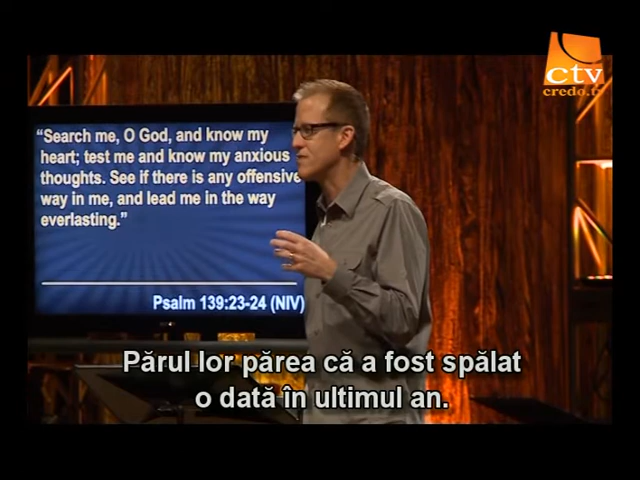 ctv
credo.tv
“Search me, O God, and know my
heart; test me and know my anxious
thoughts. See if there is any offensive
way in me, and lead me in the way
everlasting.”
Psalm 139:23-24 (NIV)
Părul lor părea că a fost spălat
o dată în ultimul an.